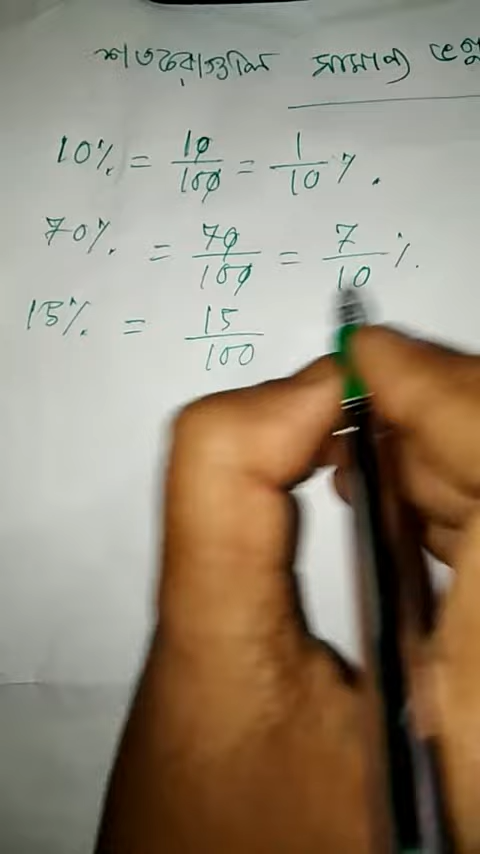 শতকরাগুলি সামান্য
10% = 10/100 = 1/10 %.
70% = 70/100 = 7/10 %.
15% = 15/100